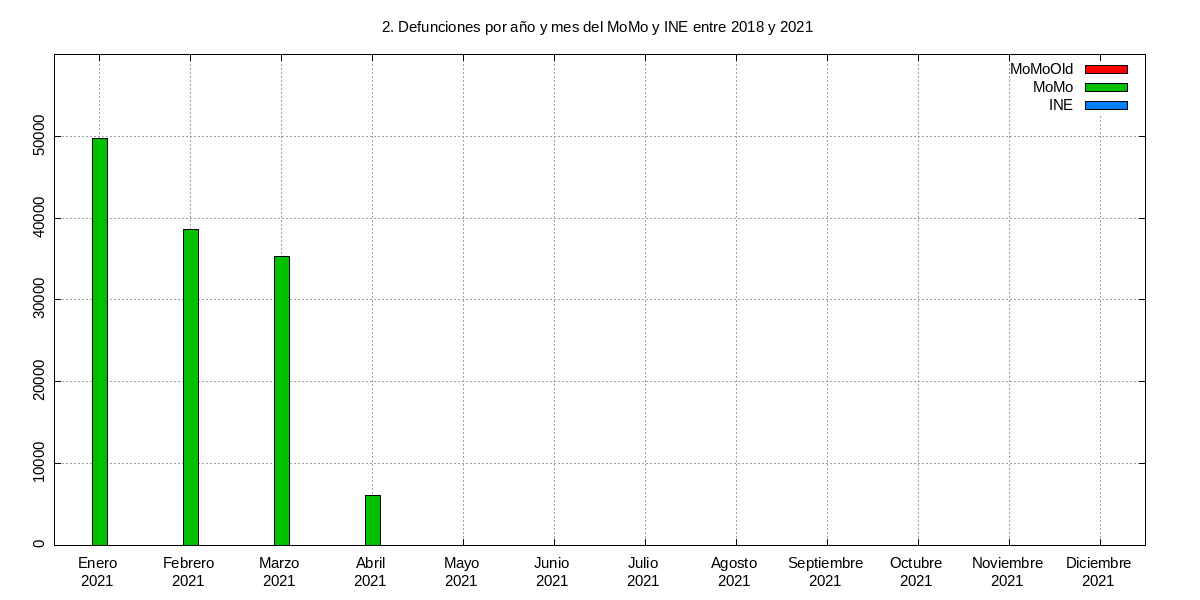 2. Defunciones por año y mes del MoMo y INE entre 2018 y 2021
MoMoOld
MoMo
INE
50000
40000
30000
20000
10000
0
Enero Febrero Marzo Abril Mayo Junio Julio Agosto Septiembre Octubre Noviembre Diciembre
2021 2021 2021 2021 2021 2021 2021 2021 2021 2021 2021 2021